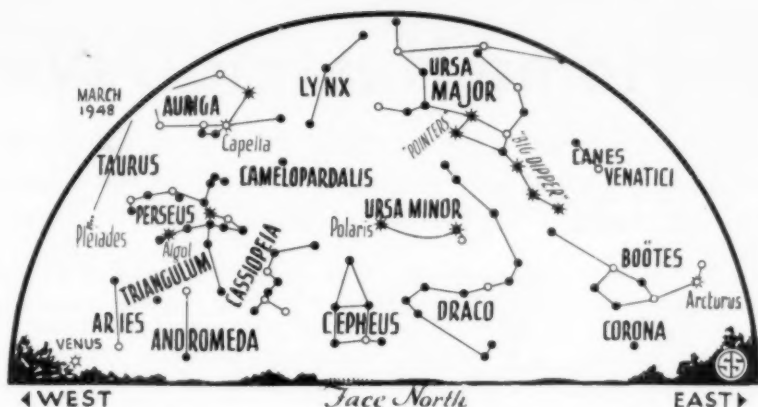 MARCH
1948
AURIGA
LYNX
URSA
MAJOR
Capella
"POINTERS"
"BIG DIPPER"
CANES
VENATICI
TAURUS
CAMELOPARDALIS
PERSEUS
Pleiades
Algol
Polaris
URSA MINOR
CASSIOPEIA
TRIANGULUM
BOÖTES
Arcturus
ARIES
ANDROMEDA
CEPHEUS
DRACO
CORONA
VENUS
SS
WEST
Face North
EAST